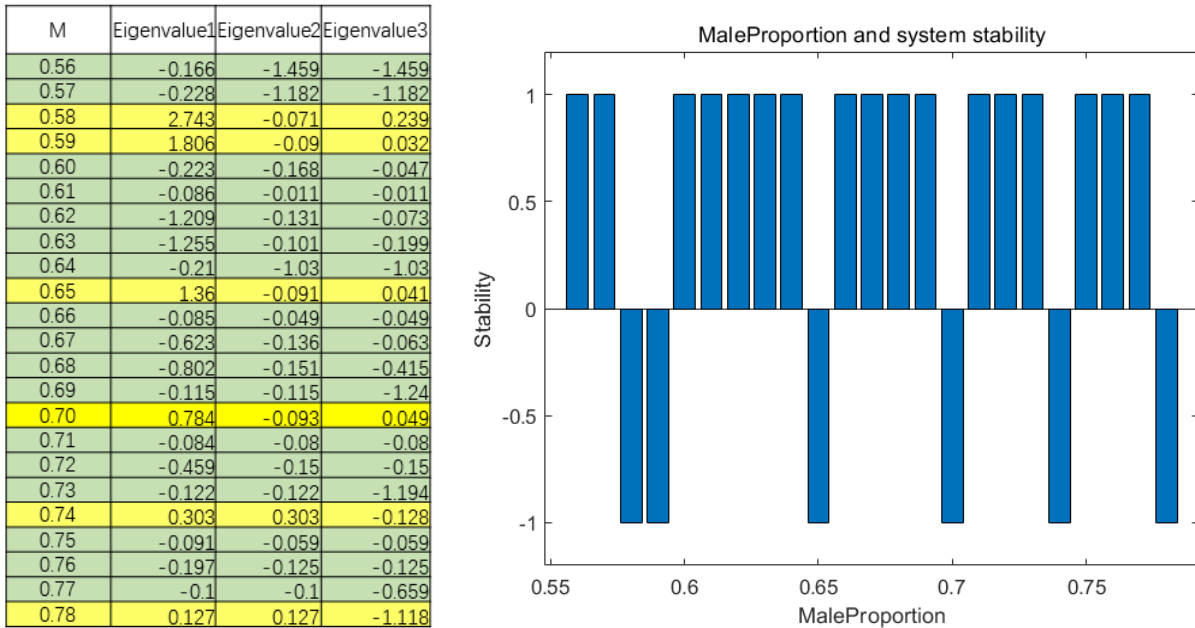 M Eigenvalue1 Eigenvalue2 Eigenvalue3
0.56 -0.166 -1.459 -1.459
0.57 -0.228 -1.182 -1.182
0.58 2.743 -0.071 0.239
0.59 1.806 -0.09 0.032
0.60 -0.223 -0.168 -0.047
0.61 -0.086 -0.011 -0.011
0.62 -1.209 -0.131 -0.073
0.63 -1.255 -0.101 -0.199
0.64 -0.21 -1.03 -1.03
0.65 1.36 -0.091 0.041
0.66 -0.085 -0.049 -0.049
0.67 -0.623 -0.136 -0.063
0.68 -0.802 -0.151 -0.415
0.69 -0.115 -0.115 -1.24
0.70 0.784 -0.093 0.049
0.71 -0.084 -0.08 -0.08
0.72 -0.459 -0.15 -0.15
0.73 -0.122 -0.122 -1.194
0.74 0.303 0.303 -0.128
0.75 -0.091 -0.059 -0.059
0.76 -0.197 -0.125 -0.125
0.77 -0.1 -0.1 -0.659
0.78 0.127 0.127 -1.118
MaleProportion and system stability
Stability
1
0.5
0
-0.5
-1
0.55 0.6 0.65 0.7 0.75
MaleProportion